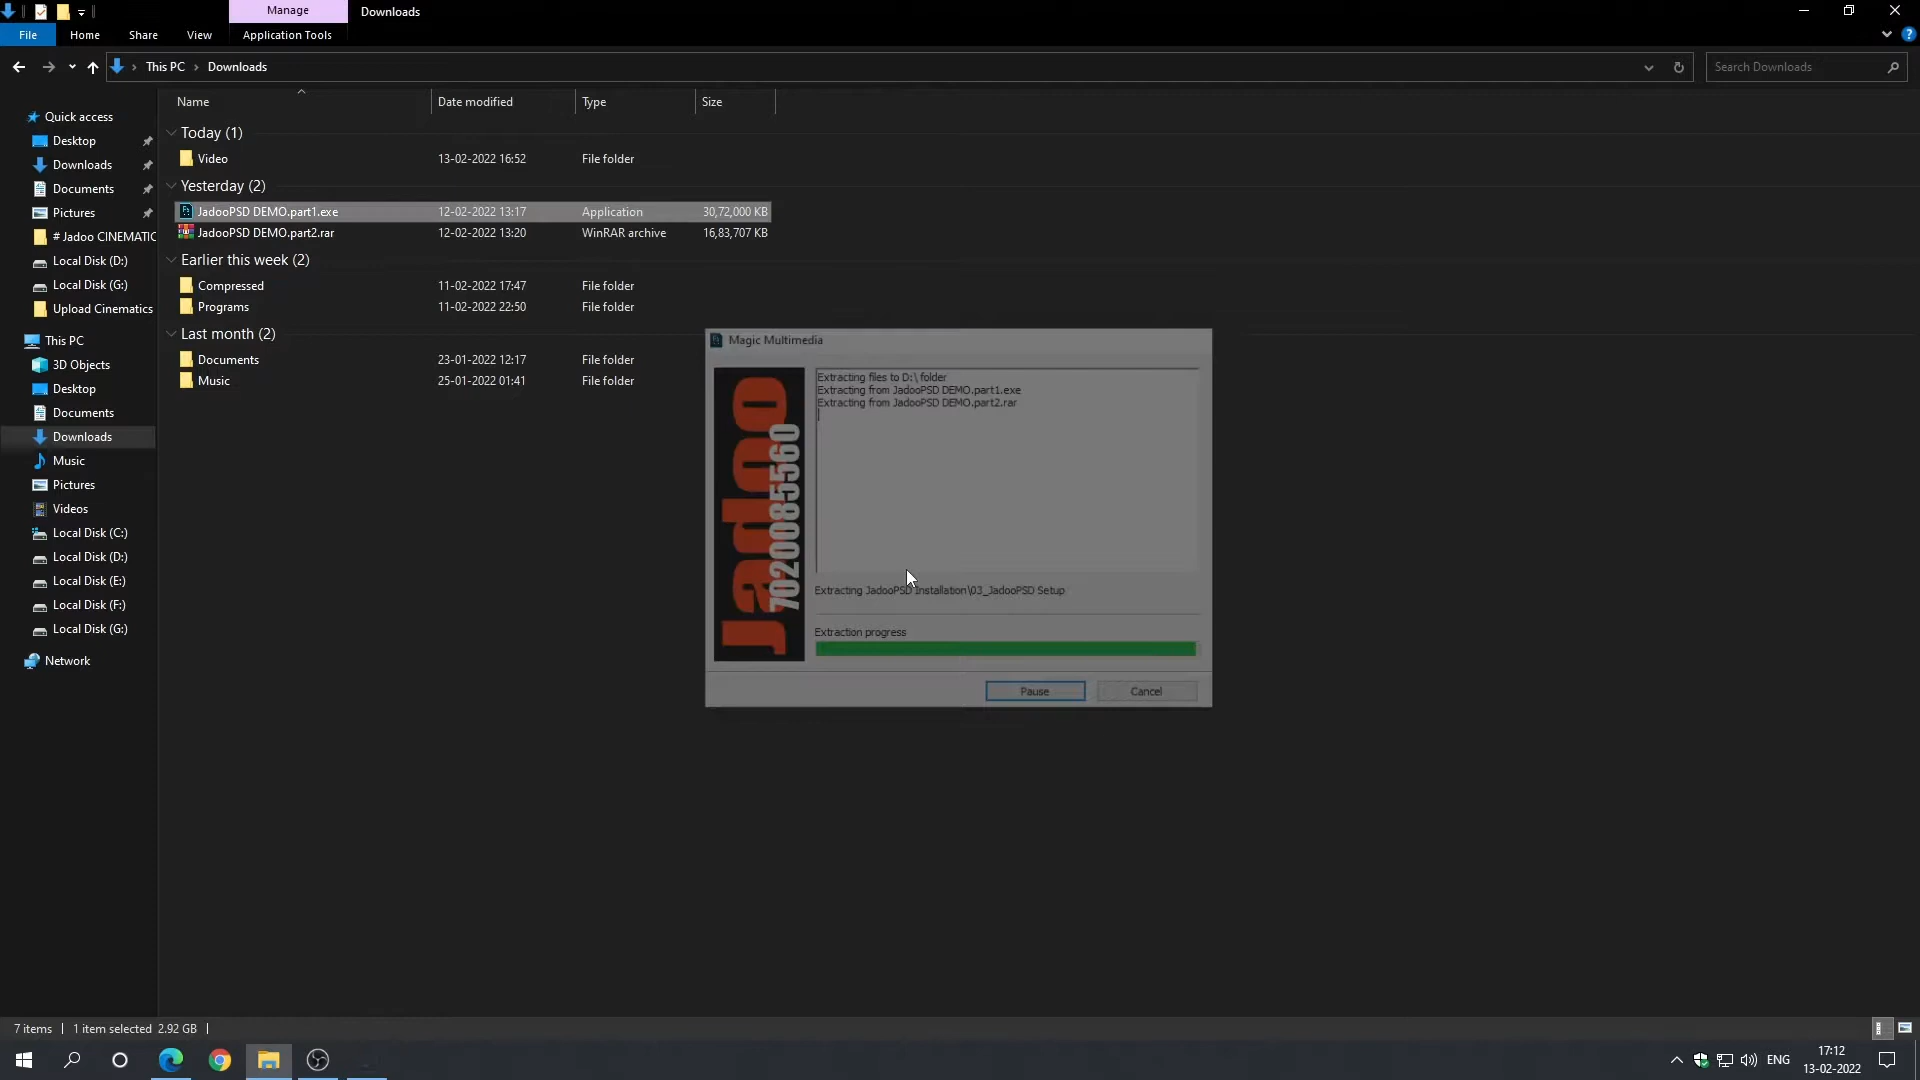 Manage
Downloads
File
Home
Share
View
Application Tools
This PC
Downloads
Search Downloads
Name
Date modified
Type
Size
Quick access
Desktop
Downloads
Documents
Pictures
# Jadoo CINEMATIC
Local Disk (D:)
Local Disk (G:)
Upload Cinematics
This PC
3D Objects
Desktop
Documents
Downloads
Music
Pictures
Videos
Local Disk (C:)
Local Disk (D:)
Local Disk (E:)
Local Disk (F:)
Local Disk (G:)
Network
Today (1)
Video 13-02-2022 16:52 File folder
Yesterday (2)
JadooPSD DEMO.part1.exe 12-02-2022 13:17 Application 30,72,000 KB
JadooPSD DEMO.part2.rar 12-02-2022 13:20 WinRAR archive 16,83,707 KB
Earlier this week (2)
Compressed 11-02-2022 17:47 File folder
Programs 11-02-2022 22:50 File folder
Last month (2)
Documents 23-01-2022 12:17 File folder
Music 25-01-2022 01:41 File folder
Magic Multimedia
Jadoo
7020085560
Extracting files to D:\ folder
Extracting from JadooPSD DEMO.part1.exe
Extracting from JadooPSD DEMO.part2.rar
Extracting JadooPSD Installation\03_JadooPSD Setup
Extraction progress
Pause
Cancel
7 items
1 item selected 2.92 GB
ENG
17:12
13-02-2022